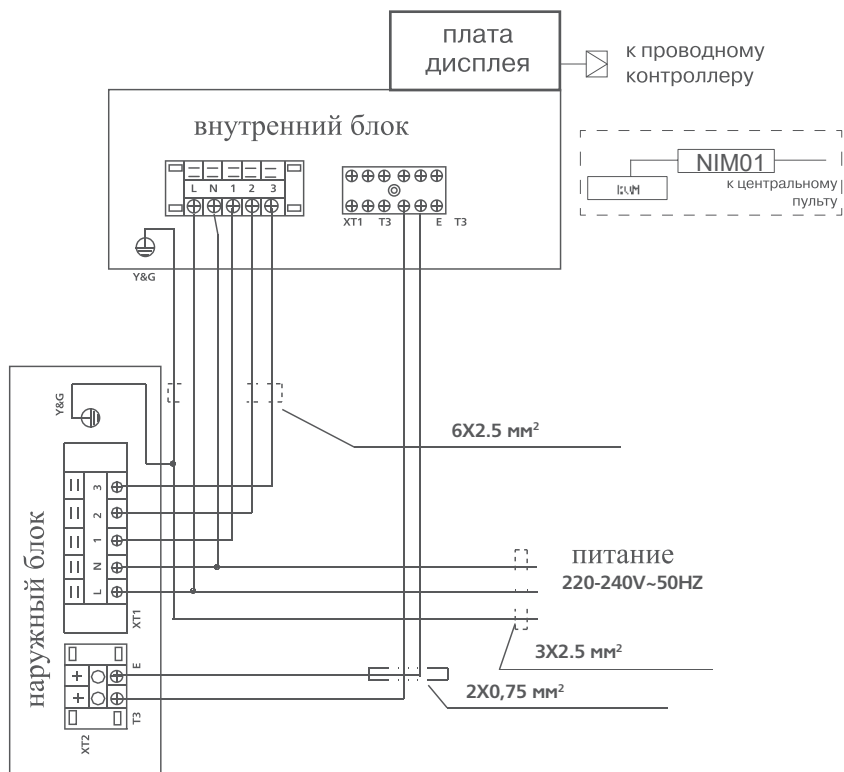 плата
дисплея
к проводному
контроллеру
внутренний блок
NIM01
к центральному
пульту
L N 1 2 3
XT1 T3 E T3
Y&G
Y&G
6X2.5 мм²
наружный блок
3
2
1
N
L
XT1
питание
220-240V~50HZ
3X2.5 мм²
E
2X0,75 мм²
T3
XT2